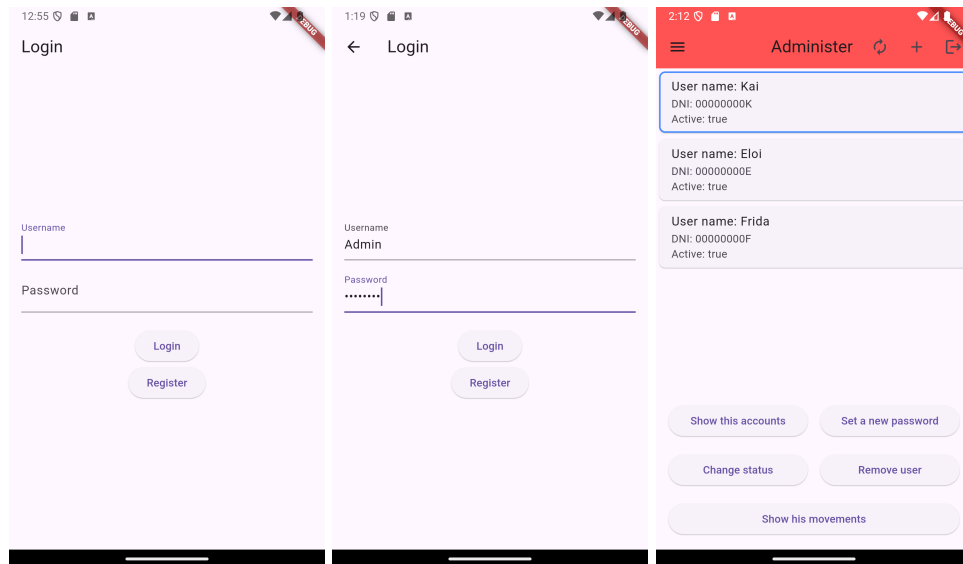 12:55
DEBUG
Login
Username
Password
Login
Register
1:19
DEBUG
Login
Username
Admin
Password
••••••••
Login
Register
2:12
DEBUG
Administer
User name: Kai
DNI: 00000000K
Active: true
User name: Eloi
DNI: 00000000E
Active: true
User name: Frida
DNI: 00000000F
Active: true
Show this accounts
Set a new password
Change status
Remove user
Show his movements